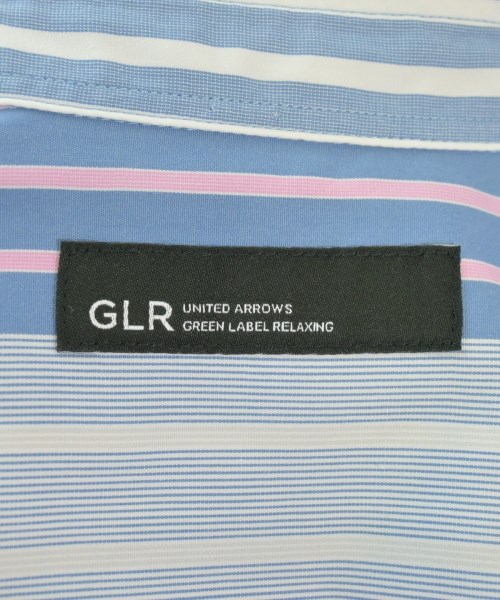 GLR
UNITED ARROWS
GREEN LABEL RELAXING